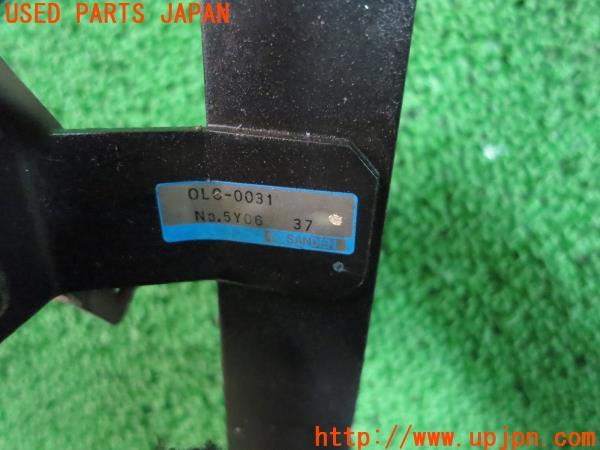 USED PARTS JAPAN
OLC-0031
No.5Y06 37
SANDEN
http://www.upjpn.com